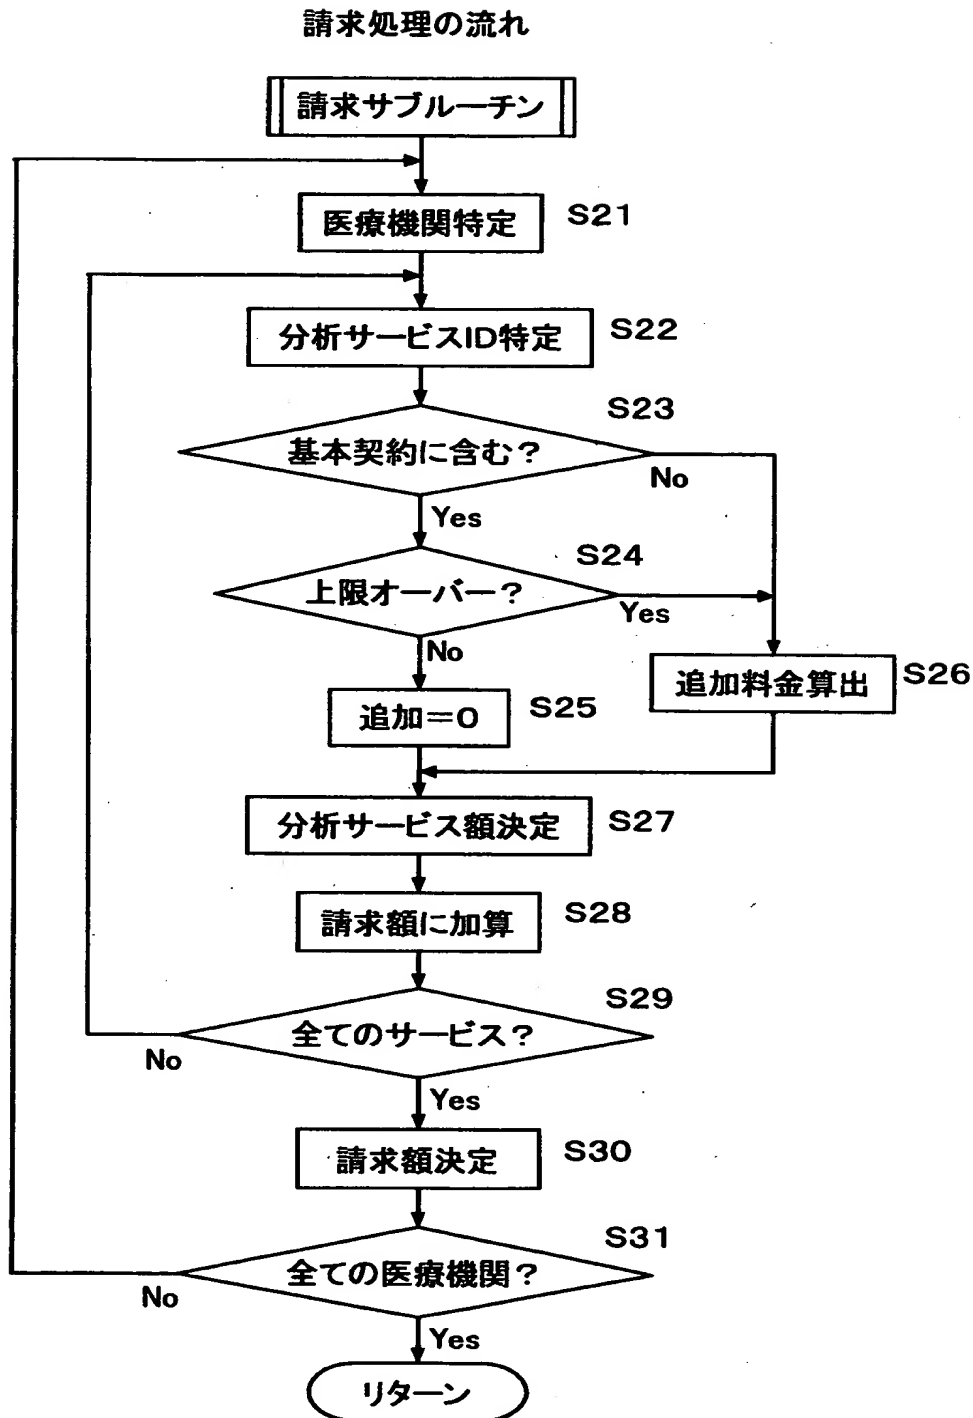 請求処理の流れ
請求サブルーチン
医療機関特定
S21
分析サービスID特定
S22
基本契約に含む?
S23
No
Yes
上限オーバー?
S24
Yes
No
追加=0
S25
追加料金算出
S26
分析サービス額決定
S27
請求額に加算
S28
全てのサービス?
S29
No
Yes
請求額決定
S30
全ての医療機関?
S31
No
Yes
リターン